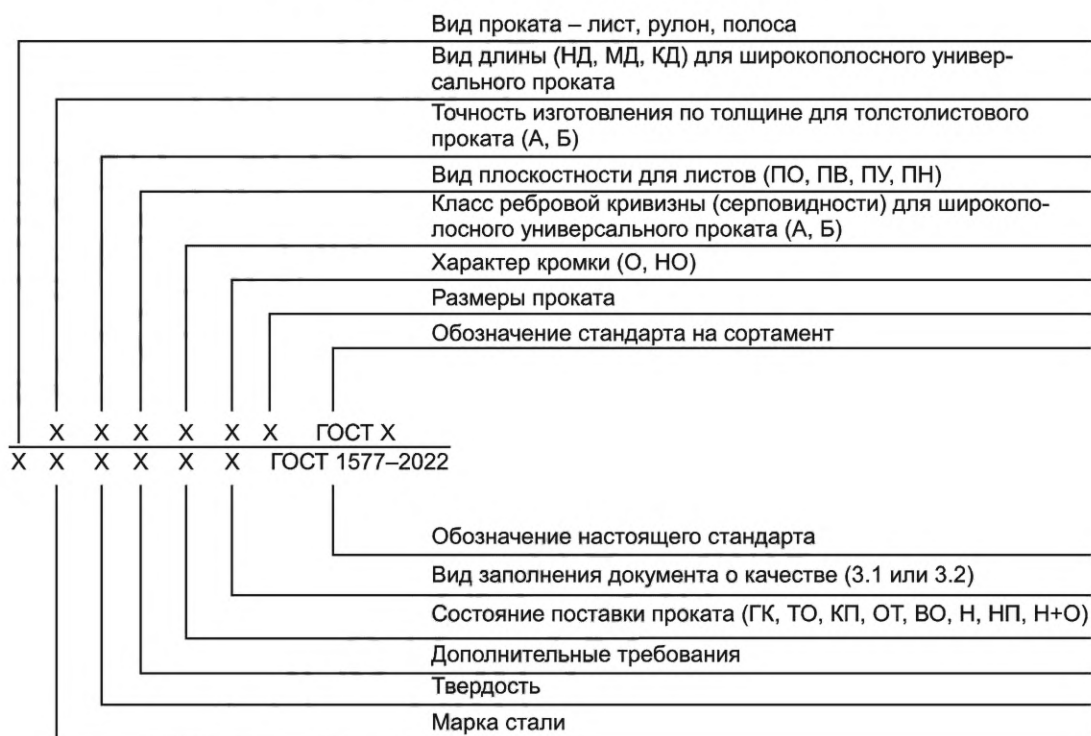 Вид проката – лист, рулон, полоса
Вид длины (НД, МД, КД) для широкополосного универ-
сального проката
Точность изготовления по толщине для толстолистового
проката (А, Б)
Вид плоскостности для листов (ПО, ПВ, ПУ, ПН)
Класс ребровой кривизны (серповидности) для широкопо-
лосного универсального проката (А, Б)
Характер кромки (О, НО)
Размеры проката
Обозначение стандарта на сортамент
Х Х Х Х Х Х ГОСТ Х
Х Х Х Х Х Х ГОСТ 1577–2022
Обозначение настоящего стандарта
Вид заполнения документа о качестве (3.1 или 3.2)
Состояние поставки проката (ГК, ТО, КП, ОТ, ВО, Н, НП, Н+О)
Дополнительные требования
Твердость
Марка стали